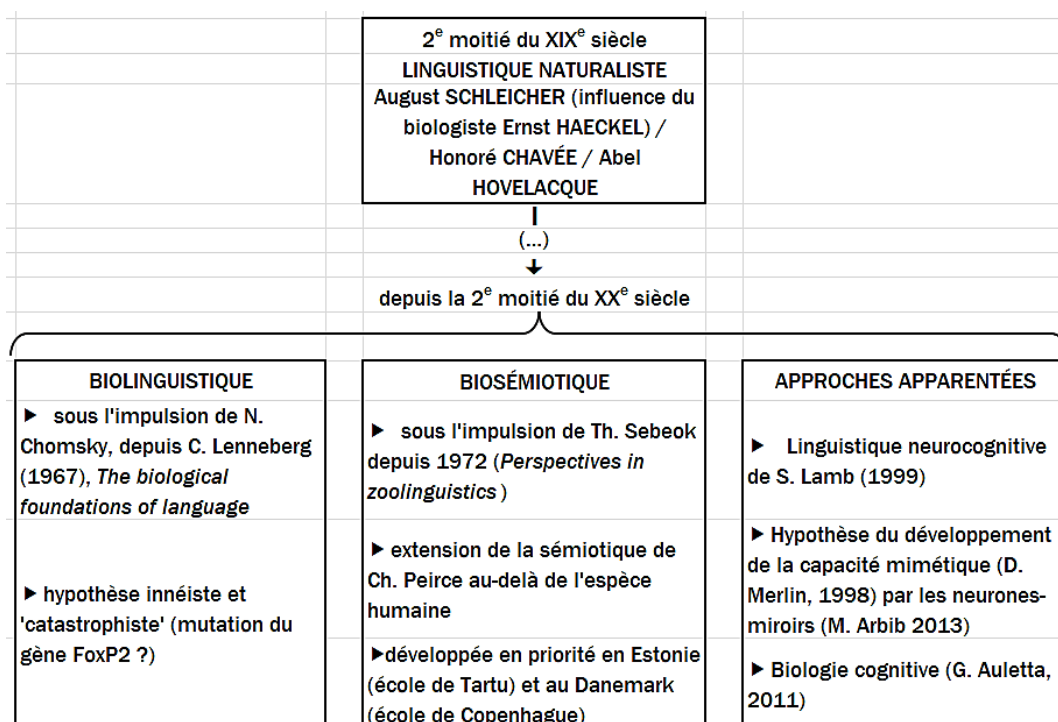 2e moitié du XIXe siècle
LINGUISTIQUE NATURALISTE
August SCHLEICHER (influence du
biologiste Ernst HAECKEL) /
Honoré CHAVÉE / Abel
HOVELACQUE
(...)
depuis la 2e moitié du XXe siècle
BIOLINGUISTIQUE
► sous l'impulsion de N.
Chomsky, depuis C. Lenneberg
(1967), The biological
foundations of language
► hypothèse innéiste et
'catastrophiste' (mutation du
gène FoxP2 ?)
BIOSÉMIOTIQUE
► sous l'impulsion de Th. Sebeok
depuis 1972 (Perspectives in
zoolinguistics )
► extension de la sémiotique de
Ch. Peirce au-delà de l'espèce
humaine
►développée en priorité en Estonie
(école de Tartu) et au Danemark
(école de Copenhague)
APPROCHES APPARENTÉES
► Linguistique neurocognitive
de S. Lamb (1999)
► Hypothèse du développement
de la capacité mimétique (D.
Merlin, 1998) par les neurones-
miroirs (M. Arbib 2013)
► Biologie cognitive (G. Auletta,
2011)